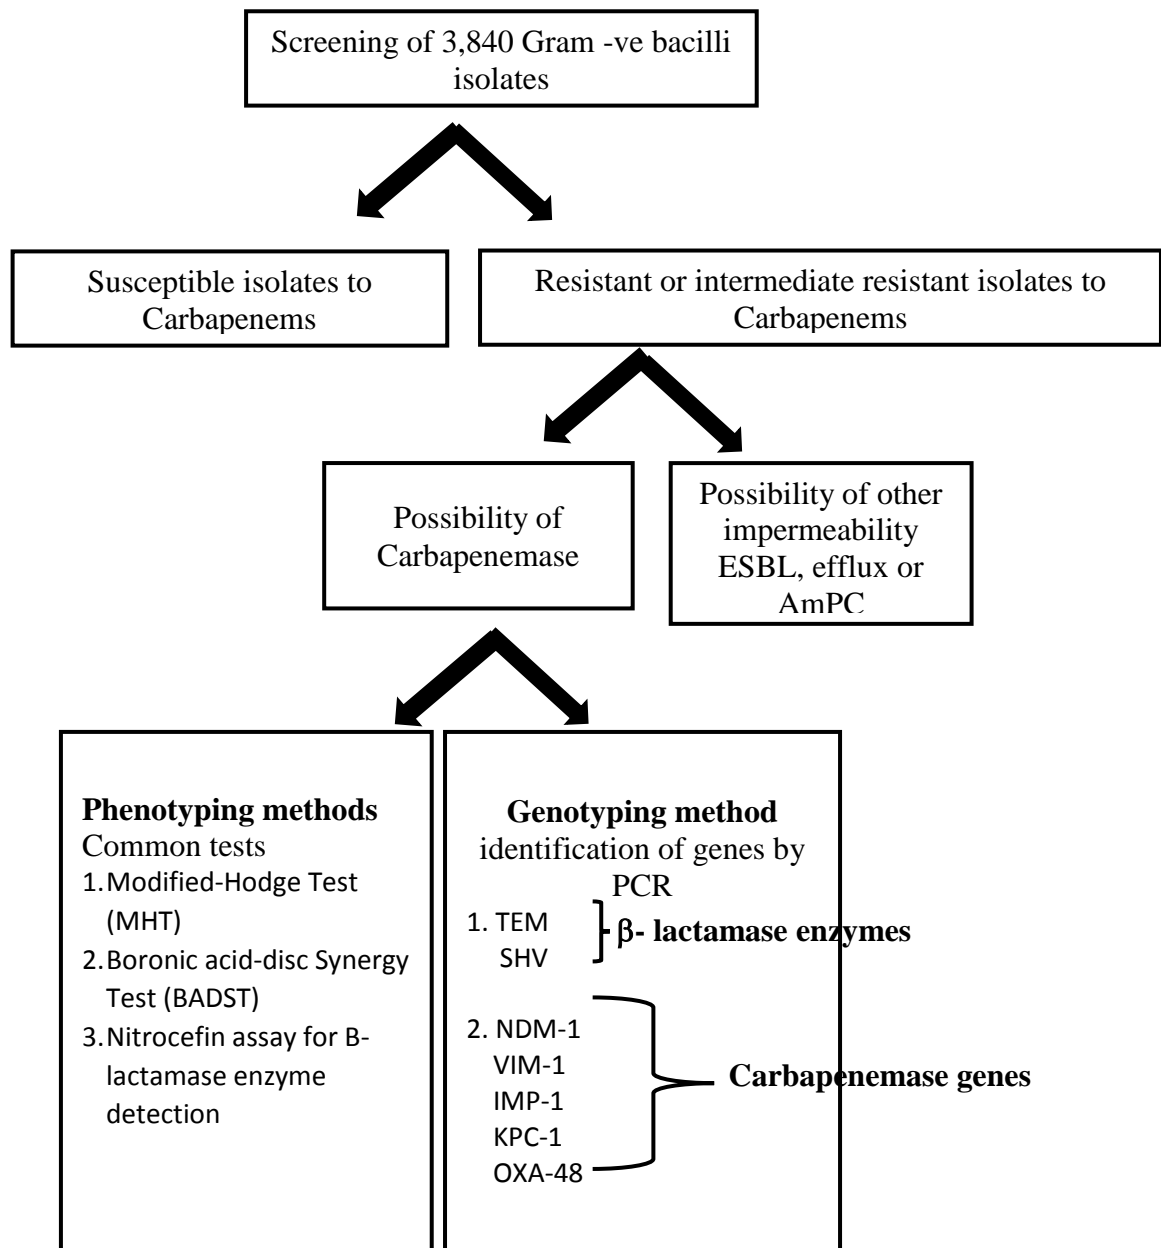 Screening of 3,840 Gram -ve bacilli
isolates
Susceptible isolates to
Carbapenems
Resistant or intermediate resistant isolates to
Carbapenems
Possibility of
Carbapenemase
Possibility of other
impermeability
ESBL, efflux or
AmPC
Phenotyping methods
Common tests
1. Modified-Hodge Test
(MHT)
2. Boronic acid-disc Synergy
Test (BADST)
3. Nitrocefin assay for B-
lactamase enzyme
detection
Genotyping method
identification of genes by
PCR
1. TEM
SHV
β- lactamase enzymes
2. NDM-1
VIM-1
IMP-1
KPC-1
OXA-48
Carbapenemase genes